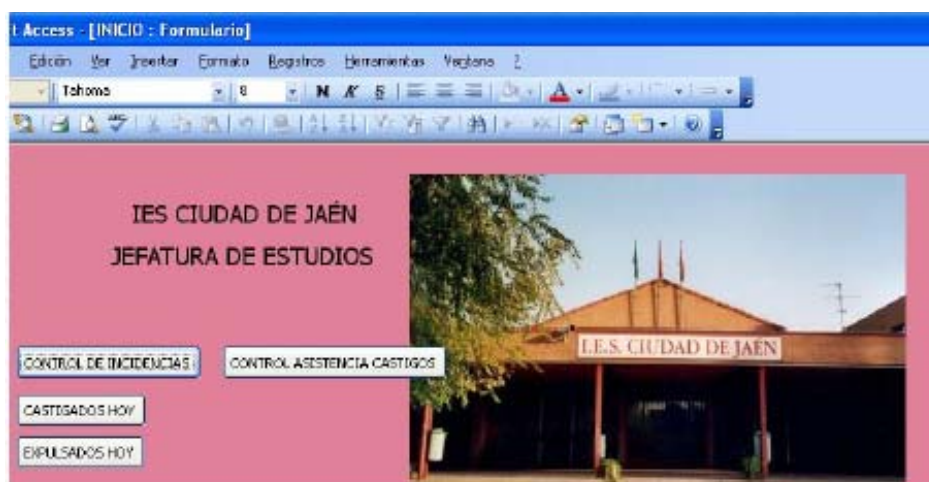 t Access - [INICIO : Formulario]
Edición Ver Insertar Formato Registros Herramientas Ventana ?
Tahoma 8 N K S A
IES CIUDAD DE JAÉN
JEFATURA DE ESTUDIOS
I.E.S. CIUDAD DE JAÉN
CONTROL DE INCIDENCIAS CONTROL ASISTENCIA CASTIGOS
CASTIGADOS HOY
EXPULSADOS HOY